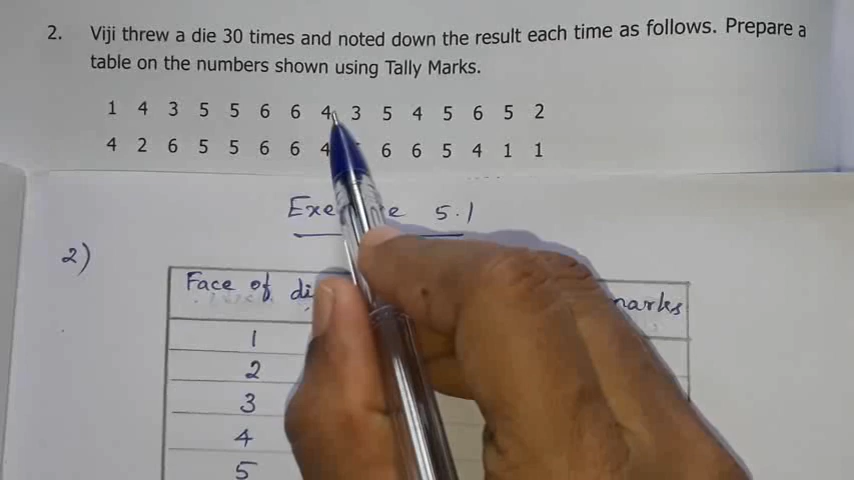 2. Viji threw a die 30 times and noted down the result each time as follows. Prepare a
table on the numbers shown using Tally Marks.
1 4 3 5 5 6 6 4 3 5 4 5 6 5 2
4 2 6 5 5 6 6 4 6 6 5 4 1 1
Exe e 5.1
2)
Face of di marks
1
2
3
4
5